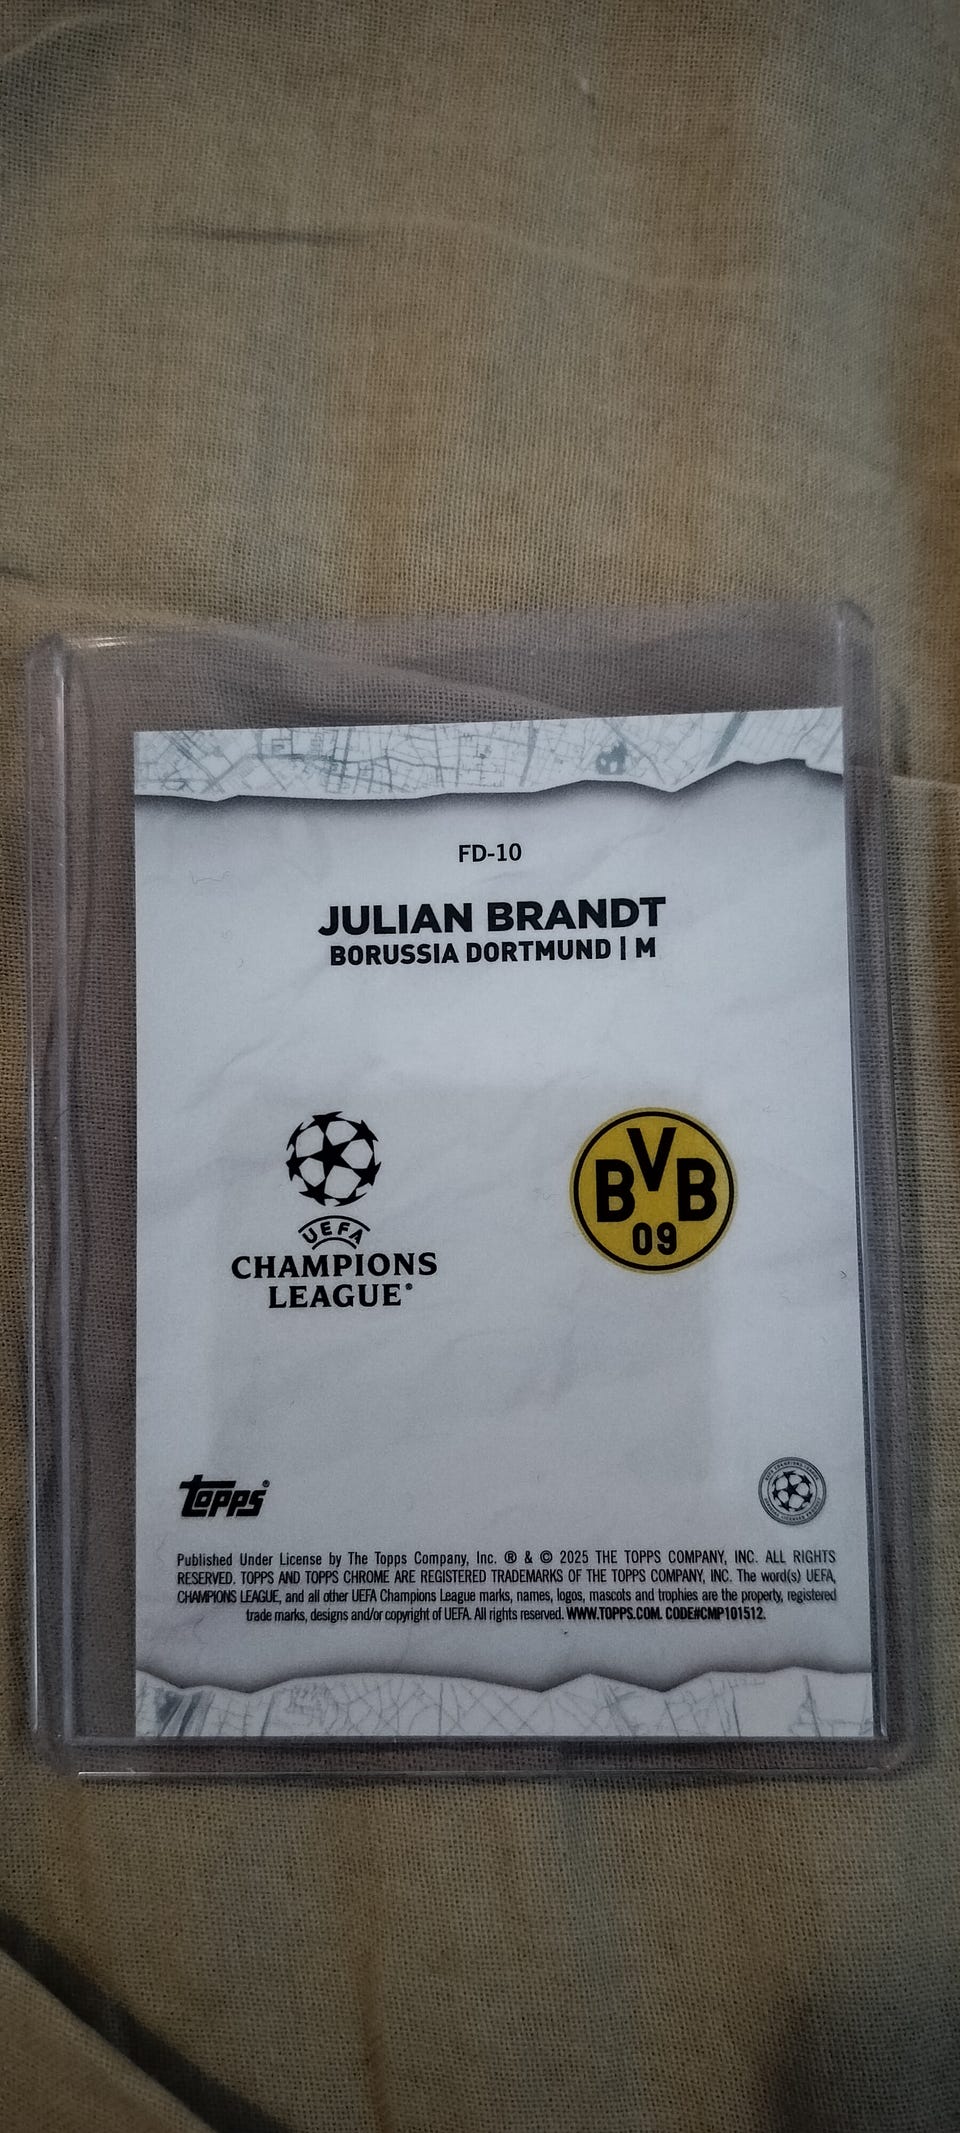 FD-10
JULIAN BRANDT
BORUSSIA DORTMUND | M
UEFA
CHAMPIONS
LEAGUE®
BVB
09
Topps®
Published Under License by The Topps Company, Inc. ® & © 2025 THE TOPPS COMPANY, INC. ALL RIGHTS
RESERVED. TOPPS AND TOPPS CHROME ARE REGISTERED TRADEMARKS OF THE TOPPS COMPANY, INC. The word(s) UEFA,
CHAMPIONS LEAGUE, and all other UEFA Champions League marks, names, logos, mascots and trophies are the property, registered
trade marks, designs and/or copyright of UEFA. All rights reserved. WWW.TOPPS.COM. CODE#CMP101512.